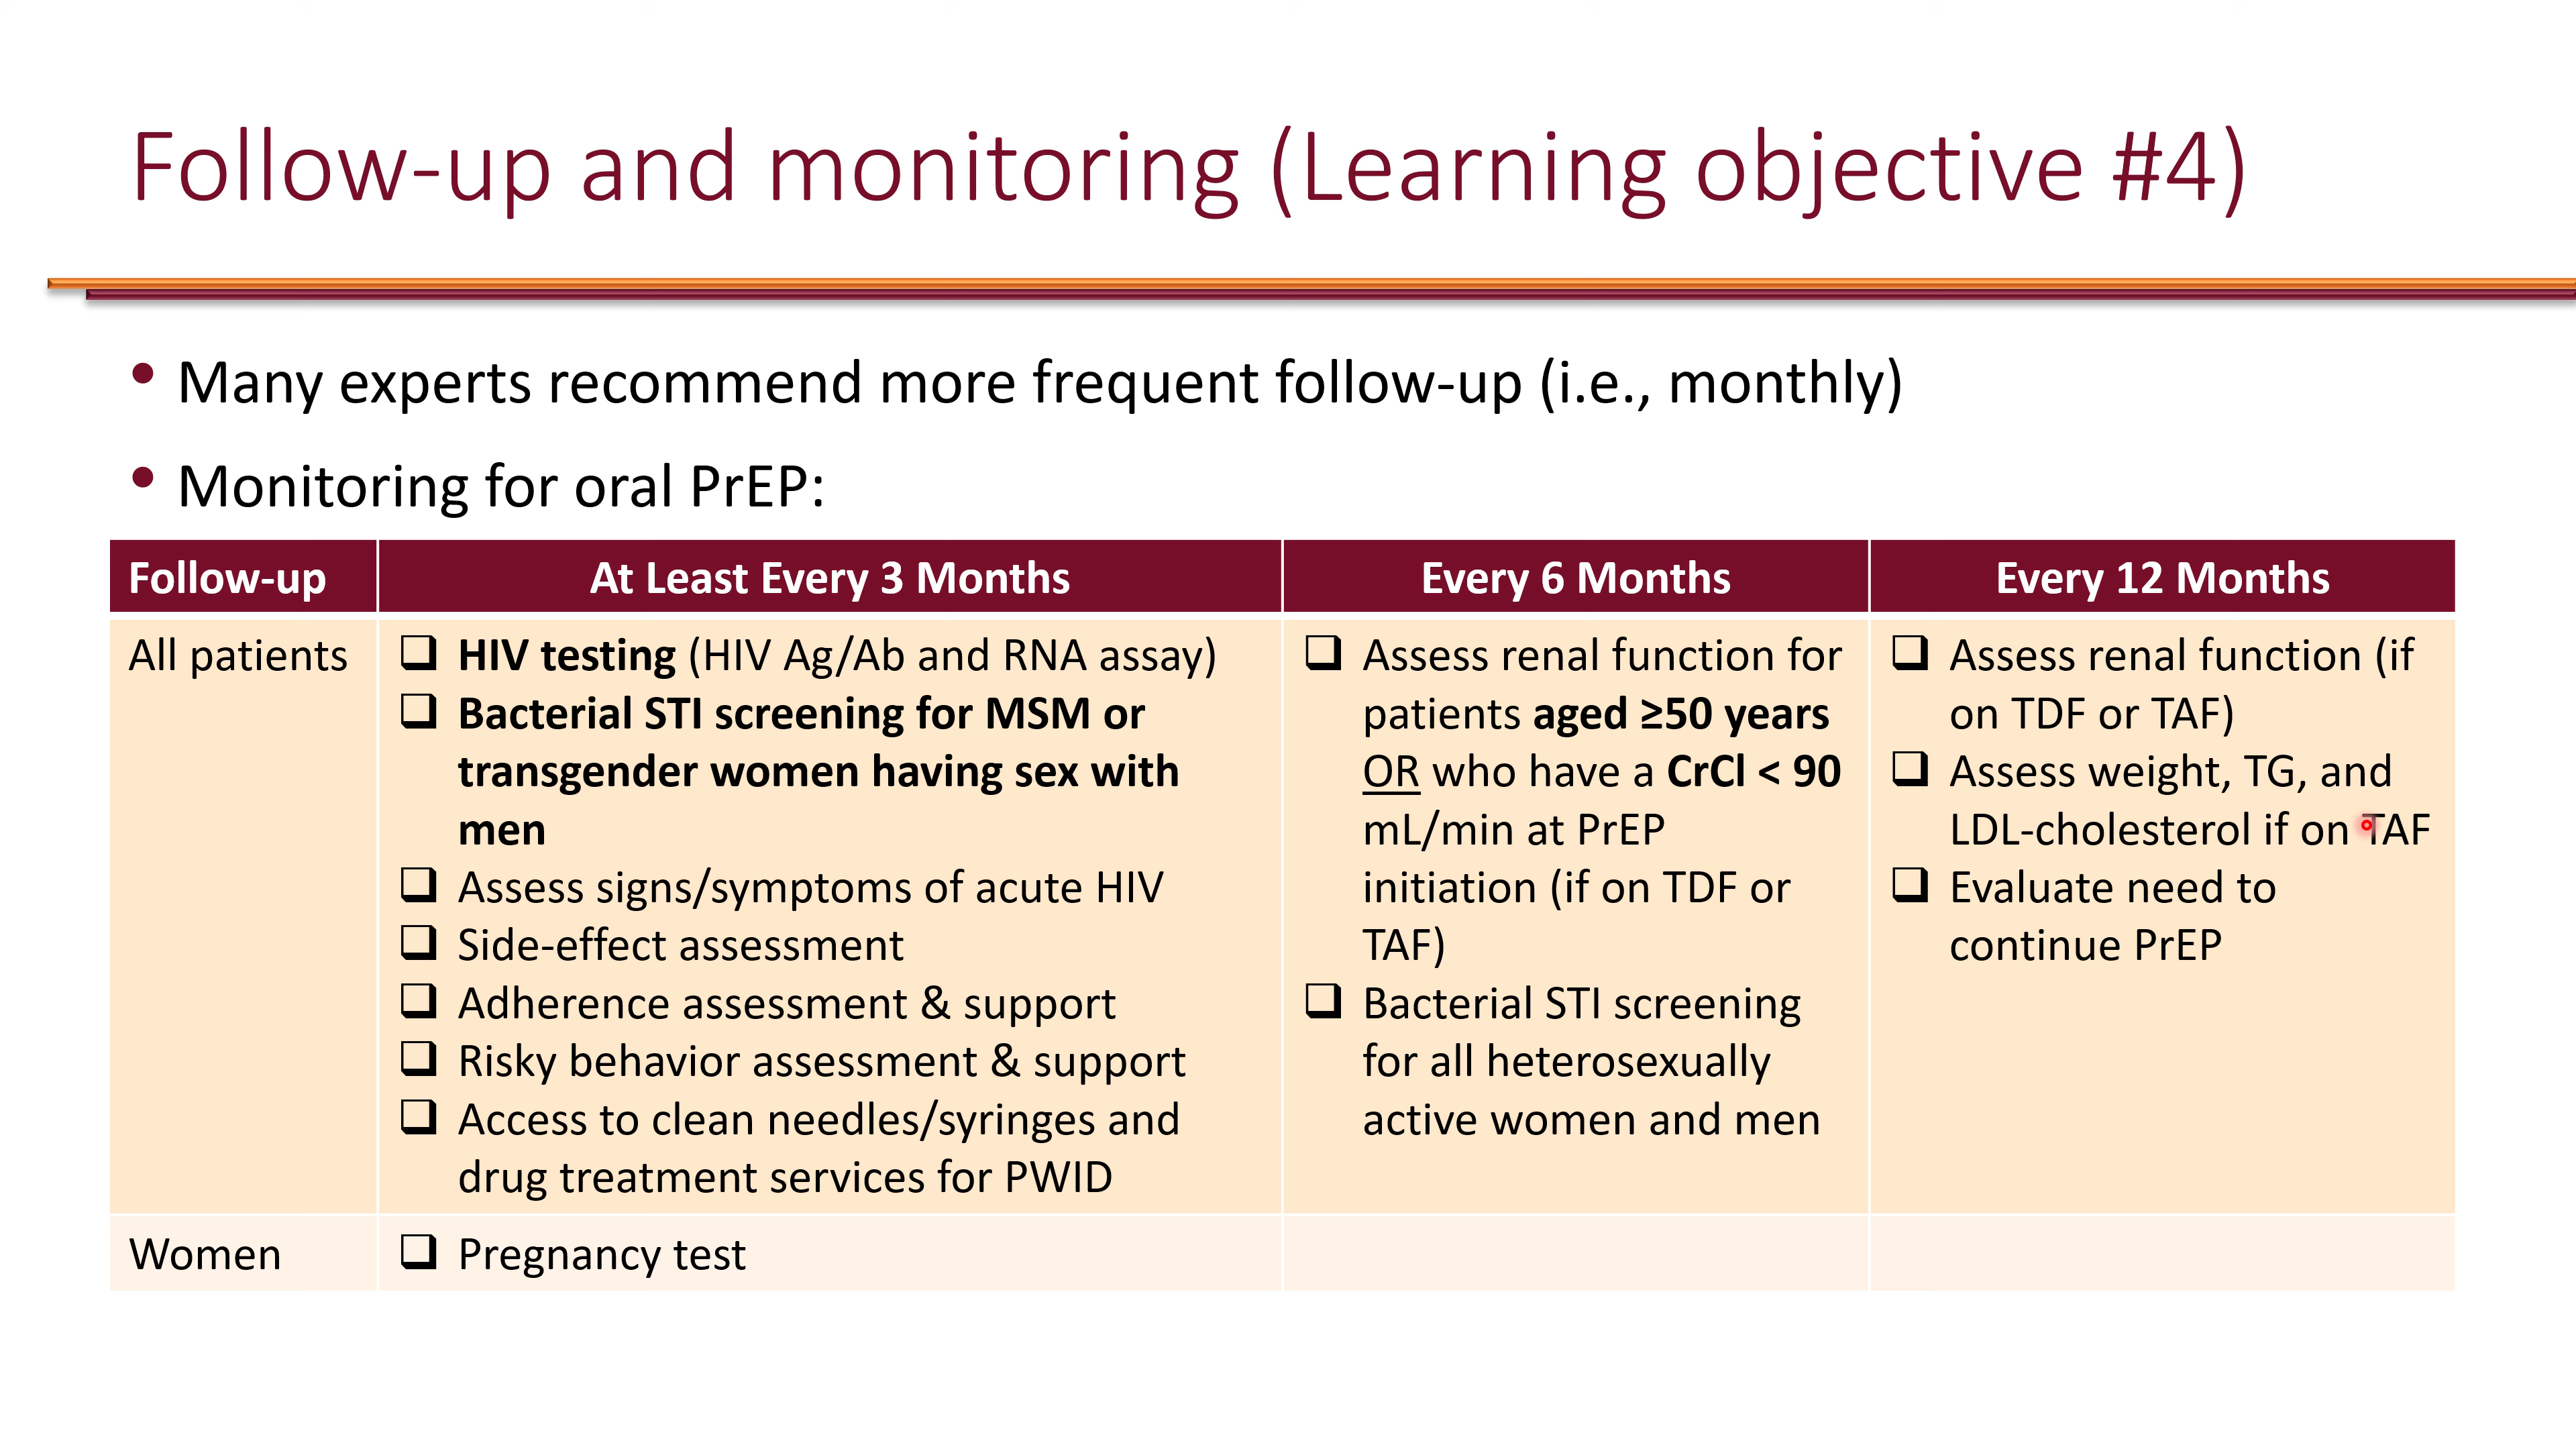 Follow-up and monitoring (Learning objective #4)
• Many experts recommend more frequent follow-up (i.e., monthly)
• Monitoring for oral PrEP:
Follow-up
At Least Every 3 Months
Every 6 Months
Every 12 Months
All patients
❑ HIV testing (HIV Ag/Ab and RNA assay)
❑ Bacterial STI screening for MSM or
transgender women having sex with
men
❑ Assess signs/symptoms of acute HIV
❑ Side-effect assessment
❑ Adherence assessment & support
❑ Risky behavior assessment & support
❑ Access to clean needles/syringes and
drug treatment services for PWID
❑ Assess renal function for
patients aged ≥50 years
OR who have a CrCl < 90
mL/min at PrEP
initiation (if on TDF or
TAF)
❑ Bacterial STI screening
for all heterosexually
active women and men
❑ Assess renal function (if
on TDF or TAF)
❑ Assess weight, TG, and
LDL-cholesterol if on TAF
❑ Evaluate need to
continue PrEP
Women
❑ Pregnancy test